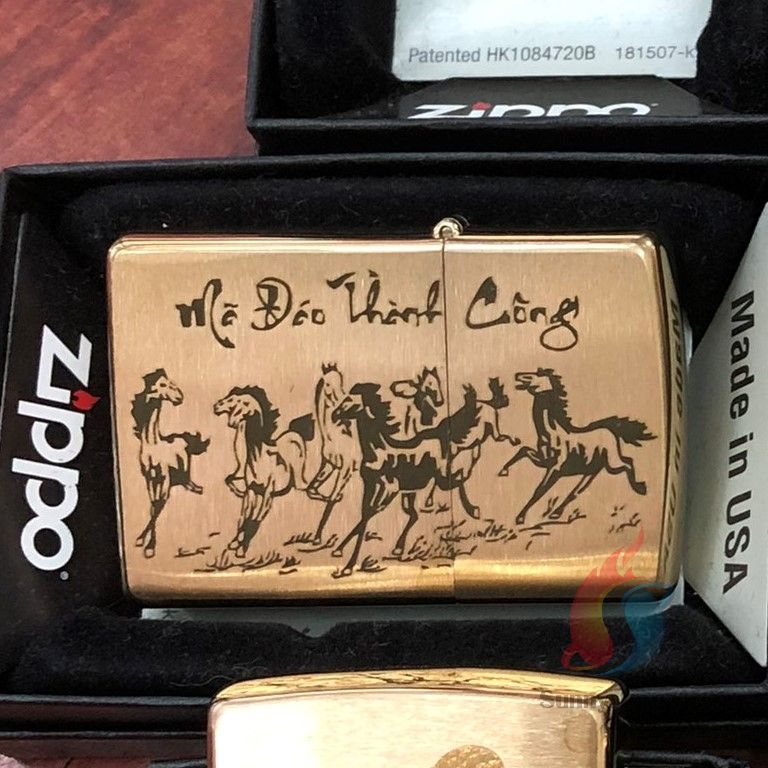 Patented HK1084720B 181507-k
zippo
Mã Đáo Thành Công
zippo
Made in USA